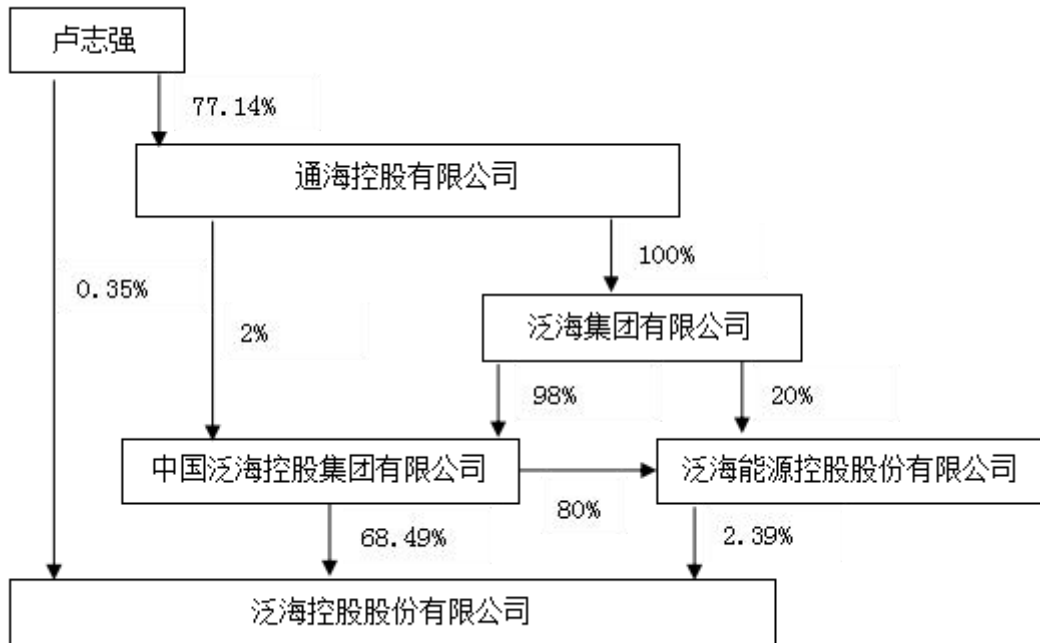 卢志强
77.14%
通海控股有限公司
100%
0.35%
2%
泛海集团有限公司
98%
20%
中国泛海控股集团有限公司
泛海能源控股股份有限公司
80%
68.49%
2.39%
泛海控股股份有限公司